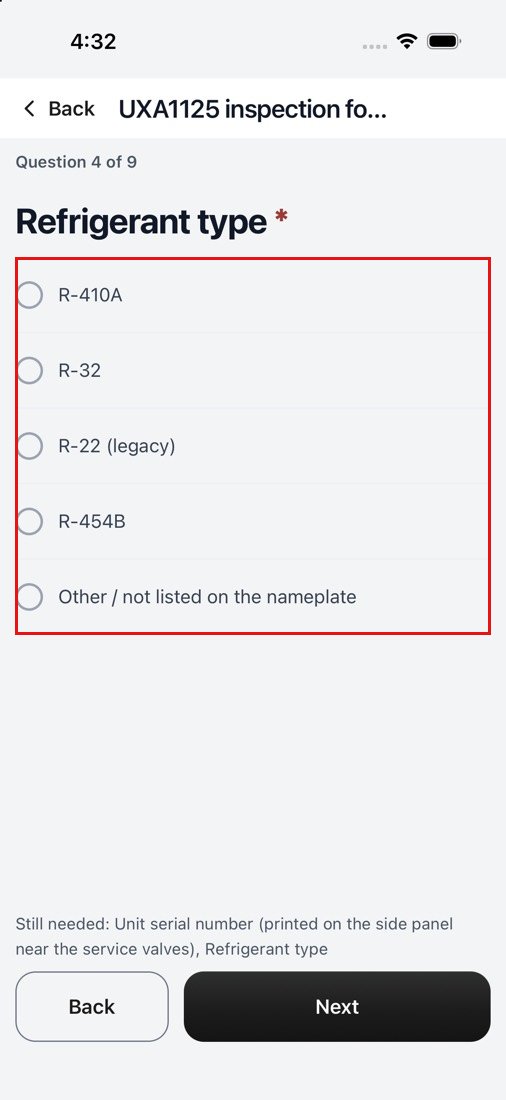 4:32
Back UXA1125 inspection fo...
Question 4 of 9
Refrigerant type *
R-410A
R-32
R-22 (legacy)
R-454B
Other / not listed on the nameplate
Still needed: Unit serial number (printed on the side panel
near the service valves), Refrigerant type
Back Next